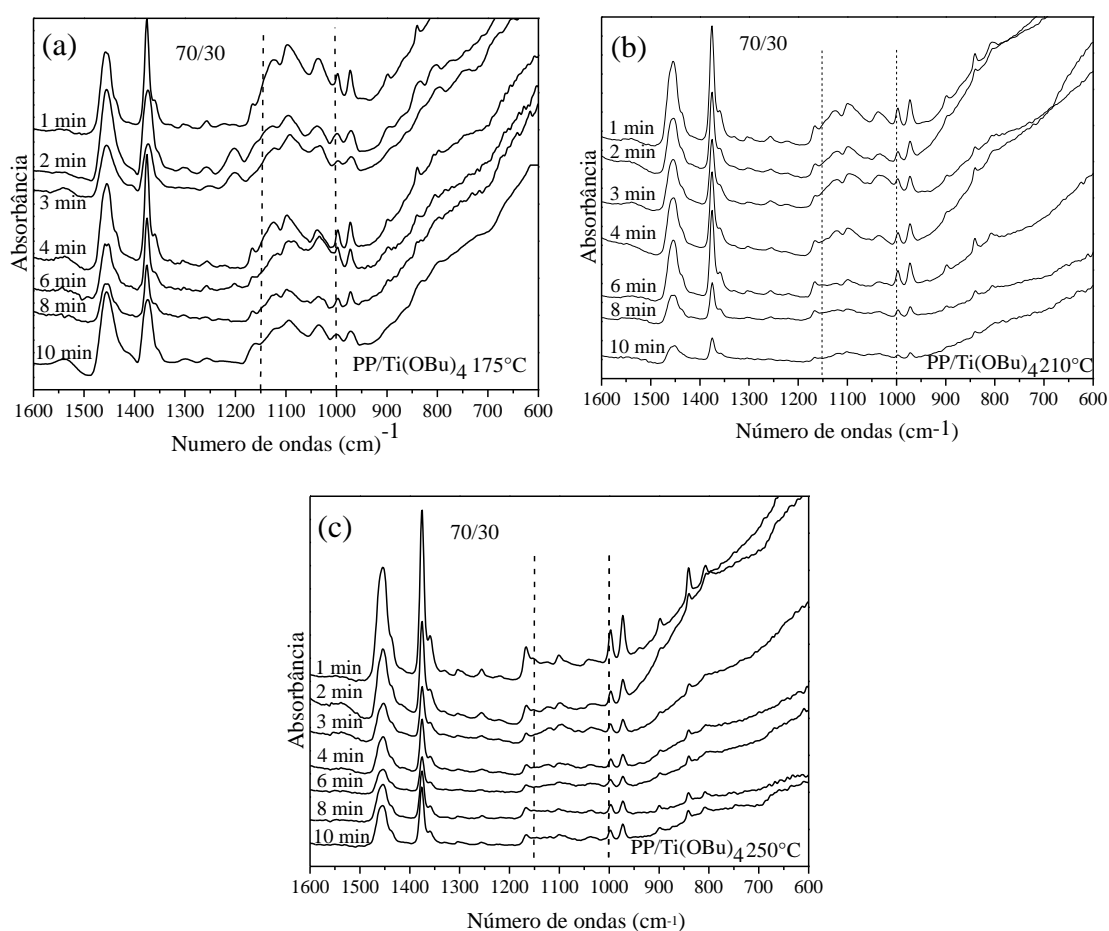 (a)
70/30
1 min
2 min
3 min
4 min
6 min
8 min
10 min
PP/Ti(OBu)4 175°C
Absorbância
1600 1500 1400 1300 1200 1100 1000 900 800 700 600
Numero de ondas (cm)-1
(b)
70/30
1 min
2 min
3 min
4 min
6 min
8 min
10 min
PP/Ti(OBu)4 210°C
Absorbância
1600 1500 1400 1300 1200 1100 1000 900 800 700 600
Número de ondas (cm-1)
(c)
70/30
1 min
2 min
3 min
4 min
6 min
8 min
10 min
PP/Ti(OBu)4 250°C
Absorbância
1600 1500 1400 1300 1200 1100 1000 900 800 700 600
Número de ondas (cm-1)